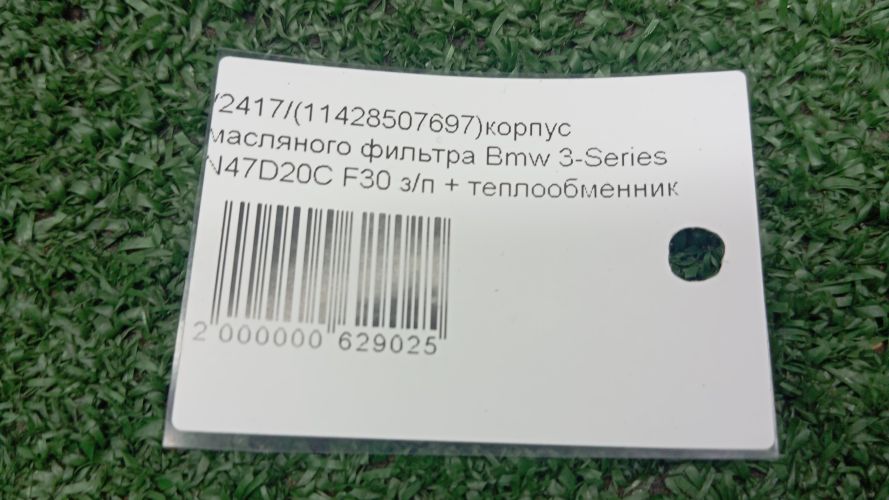 /2417/(11428507697)корпус
масляного фильтра Bmw 3-Series
N47D20C F30 з/п + теплообменник
2 000000 629025